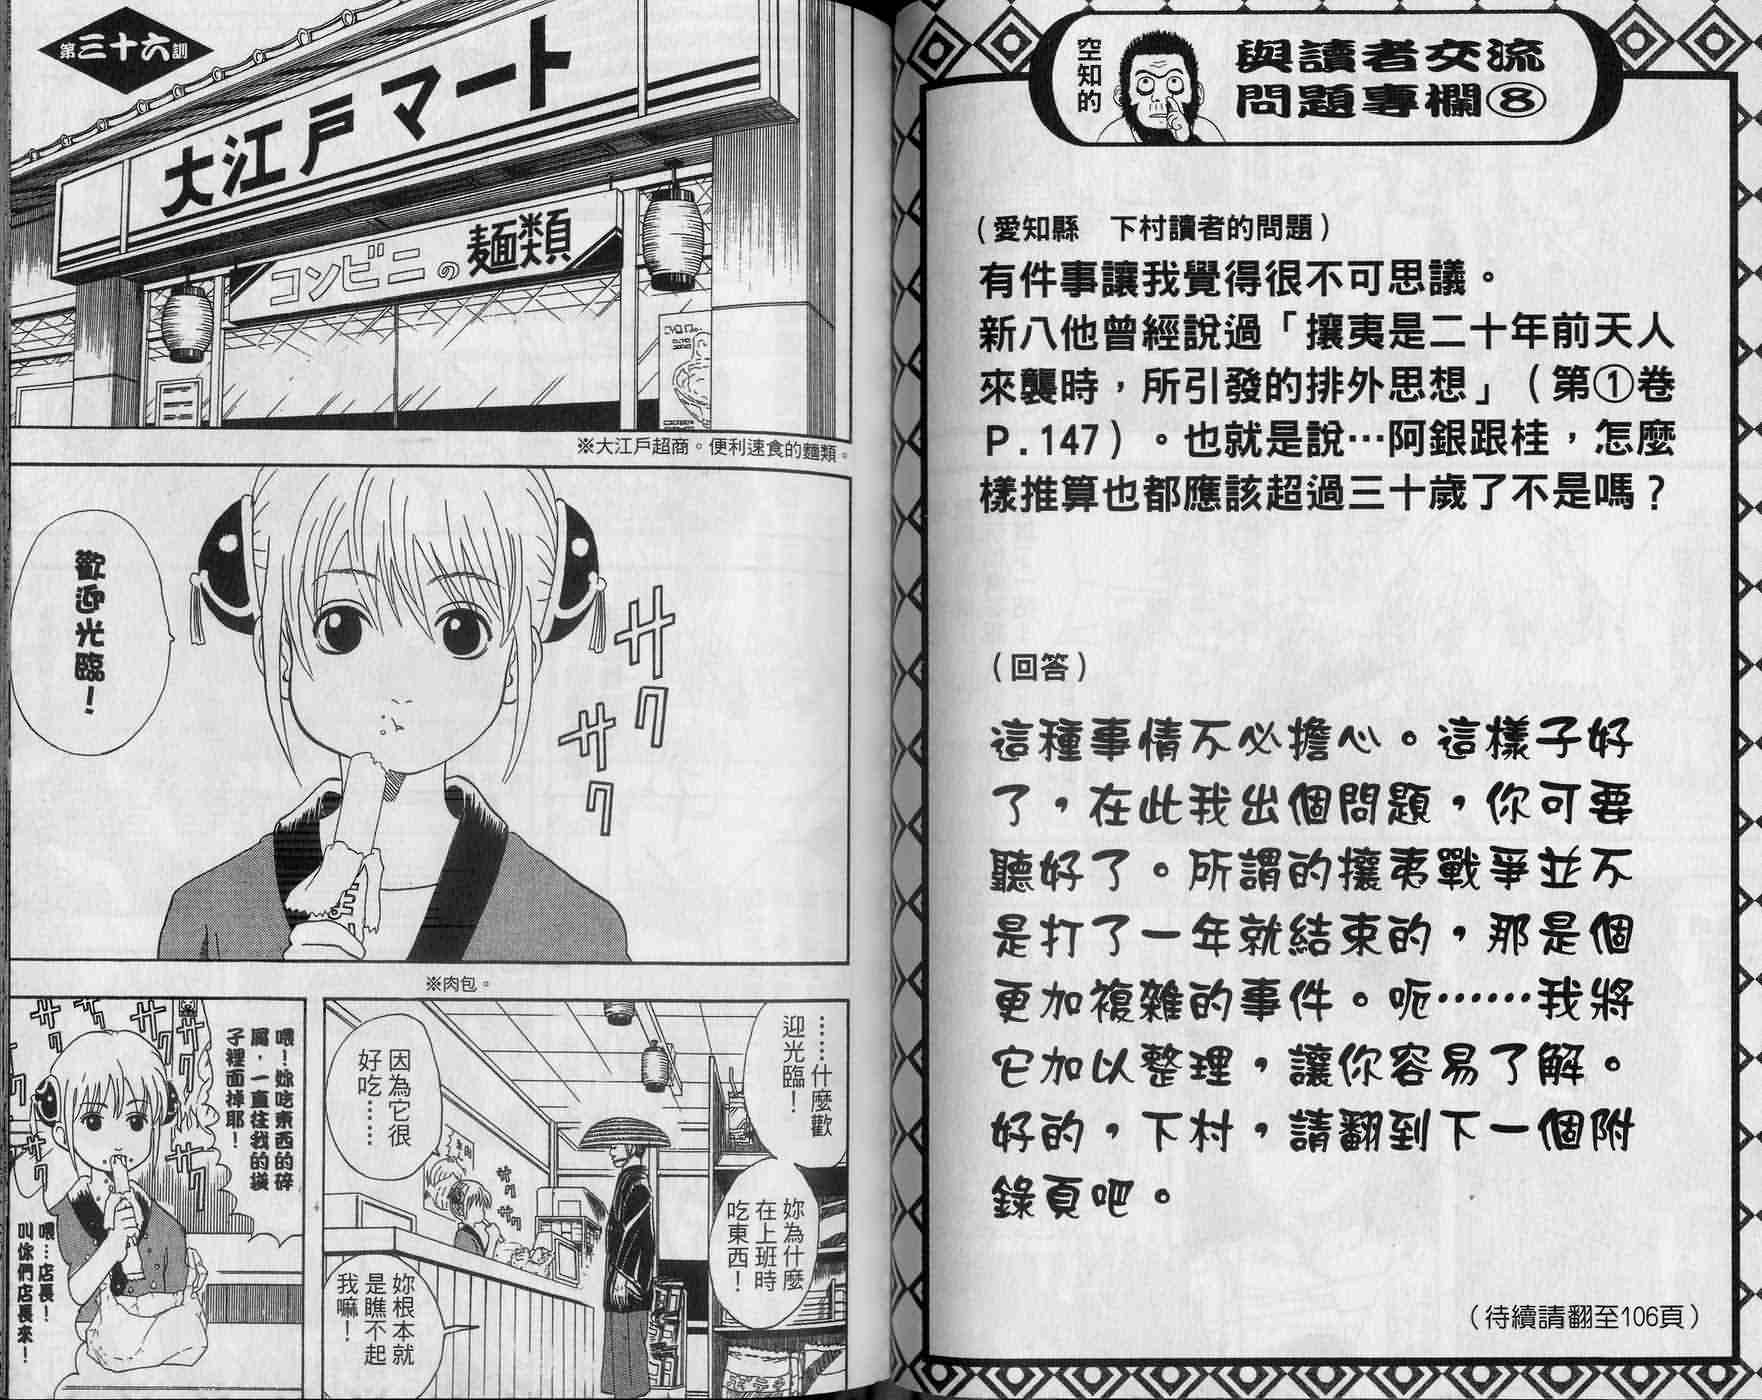 空知的
與讀者交流
問題專欄⑧
(愛知縣　下村讀者的問題)
有件事讓我覺得很不可思議。
新八他曾經說過「攘夷是二十年前天人
來襲時，所引發的排外思想」(第①卷
P.147)。也就是說…阿銀跟桂，怎麼
樣推算也都應該超過三十歲了不是嗎？
(回答)
這種事情不必擔心。這樣子好
了，在此我出個問題，你可要
聽好了。所謂的攘夷戰爭並不
是打了一年就結束的，那是個
更加複雜的事件。呃……我將
它加以整理，讓你容易了解。
好的，下村，請翻到下一個附
錄頁吧。
(待續請翻至106頁)
第三十六訓
大江戸マート
コンビニの麺類
※大江戶超商。便利速食的麵類。
歡迎光臨！
サク
サク
※肉包。
……什麼歡
迎光臨！
妳為什麼
在上班時
吃東西！
因為它很
好吃……
サク
サク
妳根本就
是瞧不起
我嘛！
喂！妳吃東西的碎
屑，一直往我的袋
子裡面掉耶！
喂…店長！
叫你們店長來！
サク
サク
サク
サク